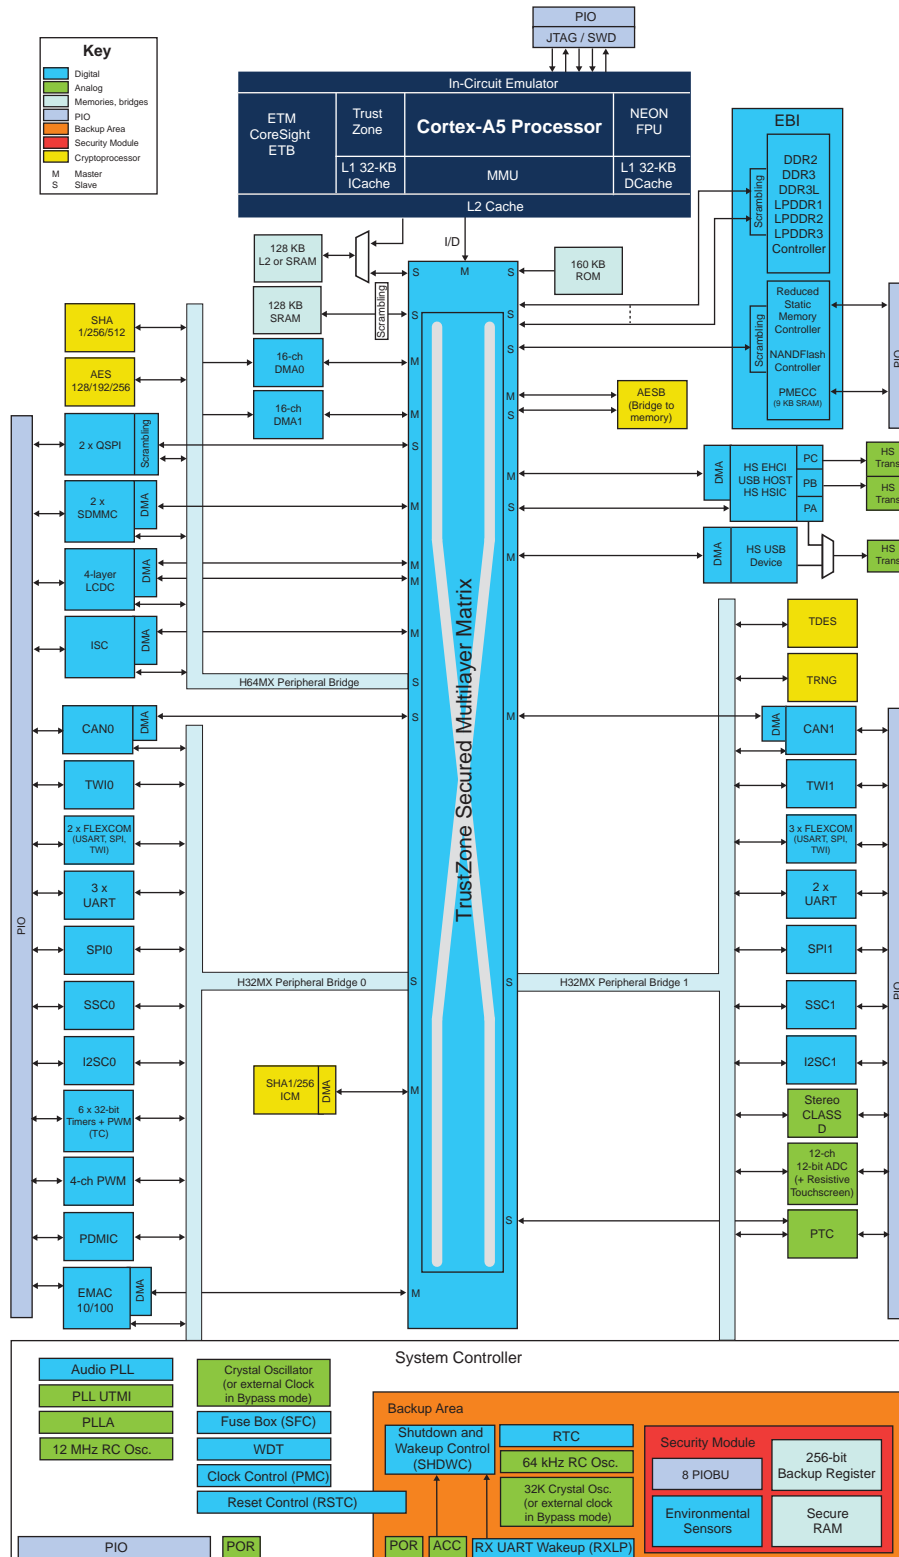 PIO
JTAG / SWD
Key
Digital
Analog
Memories, bridges
PIO
Backup Area
Security Module
Cryptoprocessor
M Master
S Slave
In-Circuit Emulator
ETM
CoreSight
ETB
Trust
Zone
Cortex-A5 Processor
NEON
FPU
L1 32-KB
ICache
MMU
L1 32-KB
DCache
L2 Cache
I/D
EBI
Scrambling
DDR2
DDR3
DDR3L
LPDDR1
LPDDR2
LPDDR3
Controller
Scrambling
Reduced
Static
Memory
Controller
NANDFlash
Controller
PMECC
(9 KB SRAM)
PIO
128 KB
L2 or SRAM
128 KB
SRAM
Scrambling
160 KB
ROM
S
M
S
S
S
S
S
M
M
M
S
S
M
M
S
M
M
M
M
S
S
M
S
S
M
S
M
SHA
1/256/512
AES
128/192/256
16-ch
DMA0
16-ch
DMA1
AESB
(Bridge to
memory)
2 x QSPI
Scrambling
2 x
SDMMC
DMA
4-layer
LCDC
DMA
ISC
DMA
DMA
HS EHCI
USB HOST
HS HSIC
PC
PB
PA
HS
Trans
HS
Trans
DMA
HS USB
Device
HS
Trans
H64MX Peripheral Bridge
TrustZone Secured Multilayer Matrix
TDES
TRNG
CAN0
DMA
TWI0
2 x FLEXCOM
(USART, SPI,
TWI)
3 x
UART
PIO
SPI0
SSC0
I2SC0
6 x 32-bit
Timers + PWM
(TC)
4-ch PWM
PDMIC
EMAC
10/100
DMA
H32MX Peripheral Bridge 0
H32MX Peripheral Bridge 1
SHA1/256
ICM
DMA
DMA
CAN1
TWI1
3 x FLEXCOM
(USART, SPI,
TWI)
2 x
UART
SPI1
SSC1
PIO
I2SC1
Stereo
CLASS
D
12-ch
12-bit ADC
(+ Resistive
Touchscreen)
PTC
System Controller
Audio PLL
PLL UTMI
PLLA
12 MHz RC Osc.
Crystal Oscillator
(or external Clock
in Bypass mode)
Fuse Box (SFC)
WDT
Clock Control (PMC)
Reset Control (RSTC)
Backup Area
Shutdown and
Wakeup Control
(SHDWC)
RTC
64 kHz RC Osc.
32K Crystal Osc.
(or external clock
in Bypass mode)
Security Module
8 PIOBU
256-bit
Backup Register
Environmental
Sensors
Secure
RAM
PIO
POR
POR
ACC
RX UART Wakeup (RXLP)